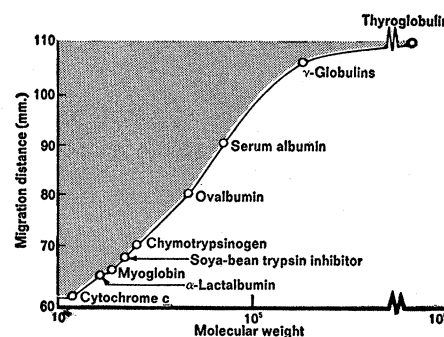 Thyroglobulin
110
γ-Globulins
100
Serum albumin
90
Ovalbumin
80
Chymotrypsinogen
70
Soya-bean trypsin inhibitor
Myoglobin
α-Lactalbumin
Cytochrome c
60
Migration distance (mm.)
10⁵
Molecular weight